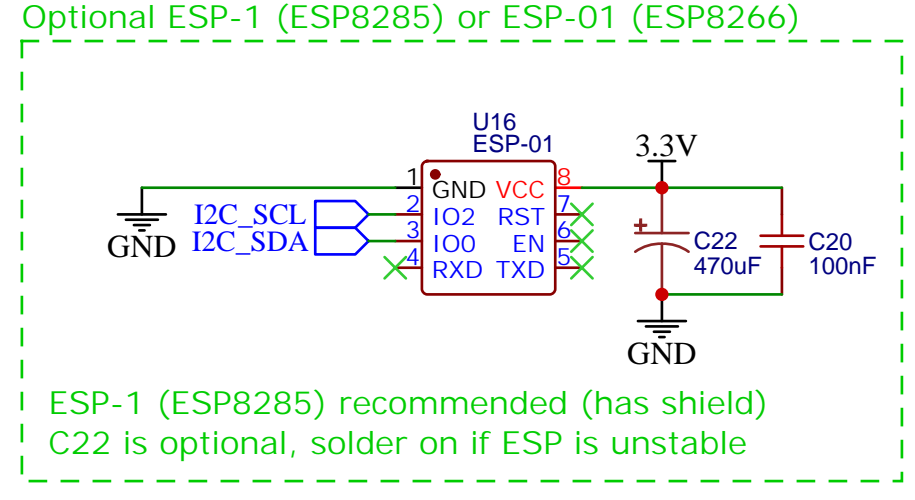 Optional ESP-1 (ESP8285) or ESP-01 (ESP8266)
U16
ESP-01
3.3V
1 GND VCC 8
I2C_SCL 2 IO2 RST 7
GND I2C_SDA 3 IO0 EN 6
4 RXD TXD 5
+
C22
470uF
C20
100nF
GND
ESP-1 (ESP8285) recommended (has shield)
C22 is optional, solder on if ESP is unstable